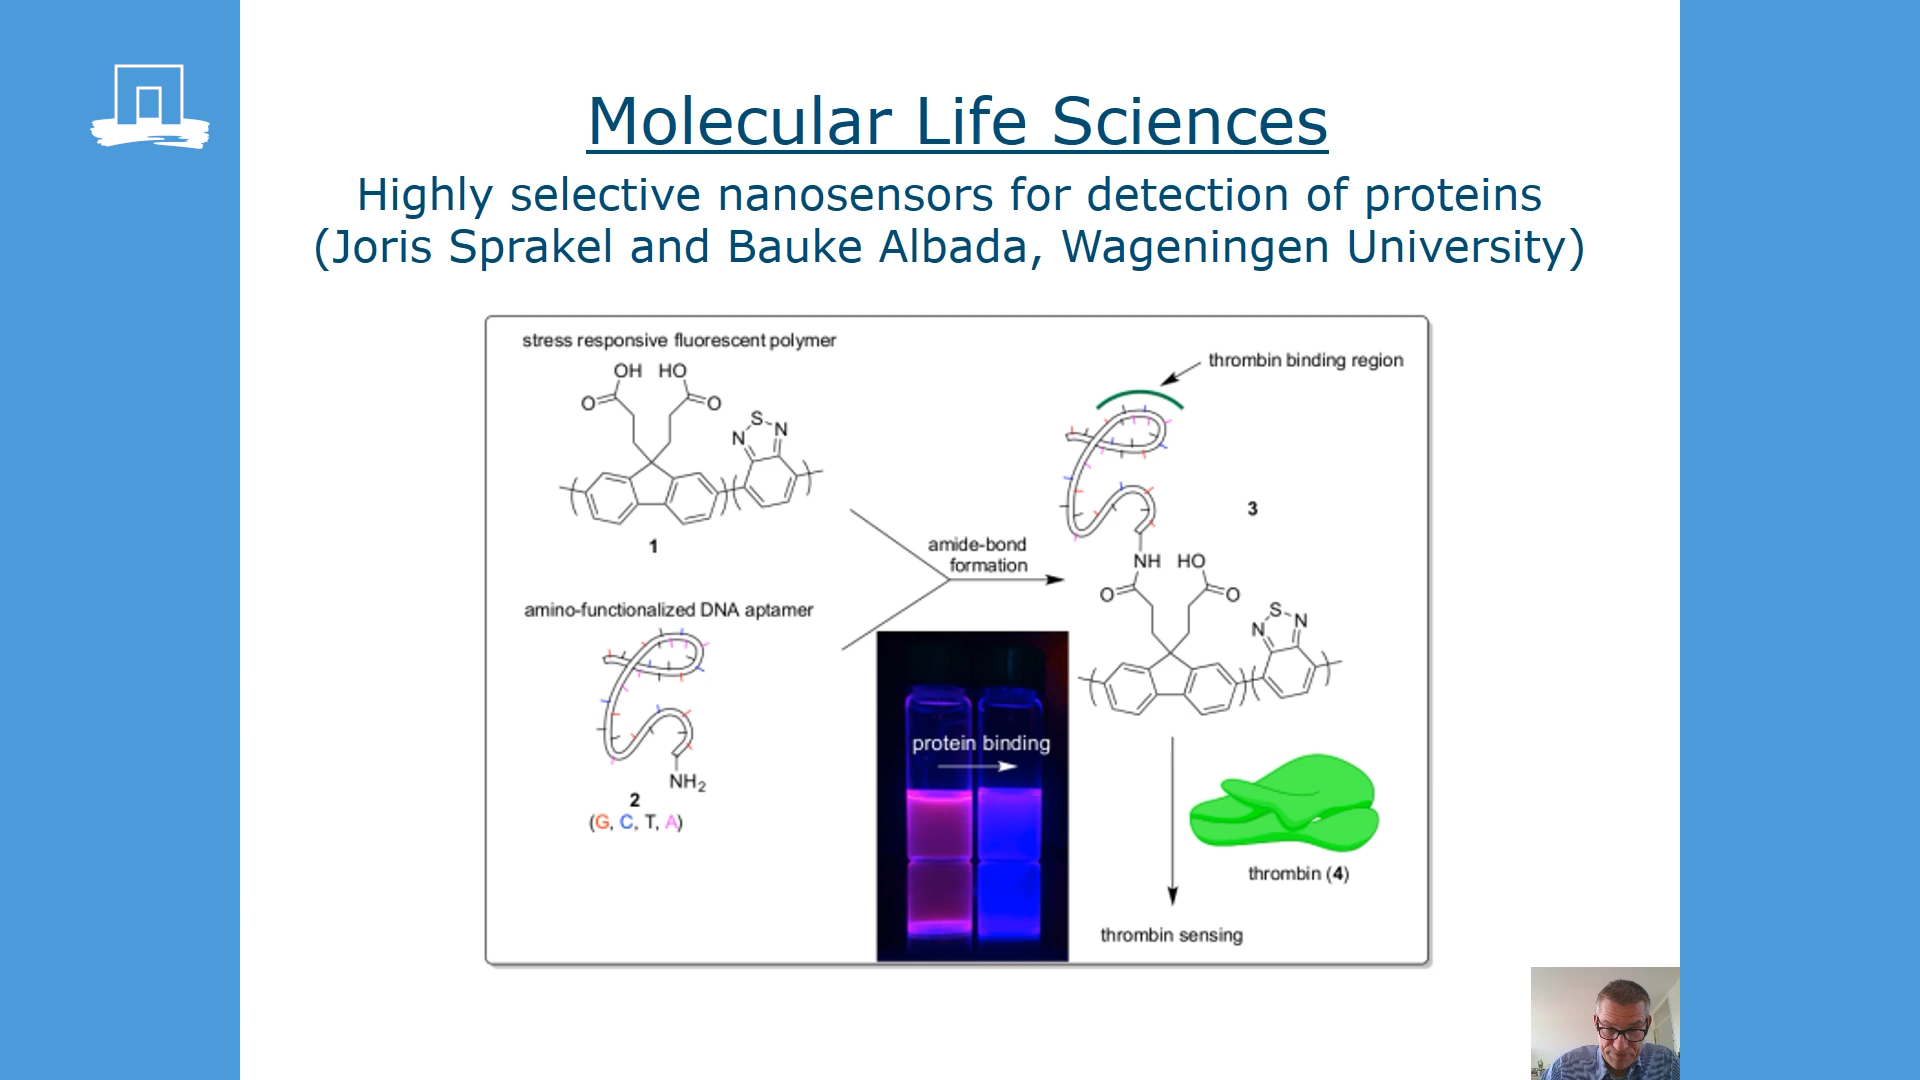 Molecular Life Sciences
Highly selective nanosensors for detection of proteins
(Joris Sprakel and Bauke Albada, Wageningen University)
stress responsive fluorescent polymer
OH HO
O O
S
N N
1
amino-functionalized DNA aptamer
NH2
2
(G, C, T, A)
amide-bond
formation
protein binding
thrombin binding region
3
NH HO
O O
S
N N
thrombin (4)
thrombin sensing